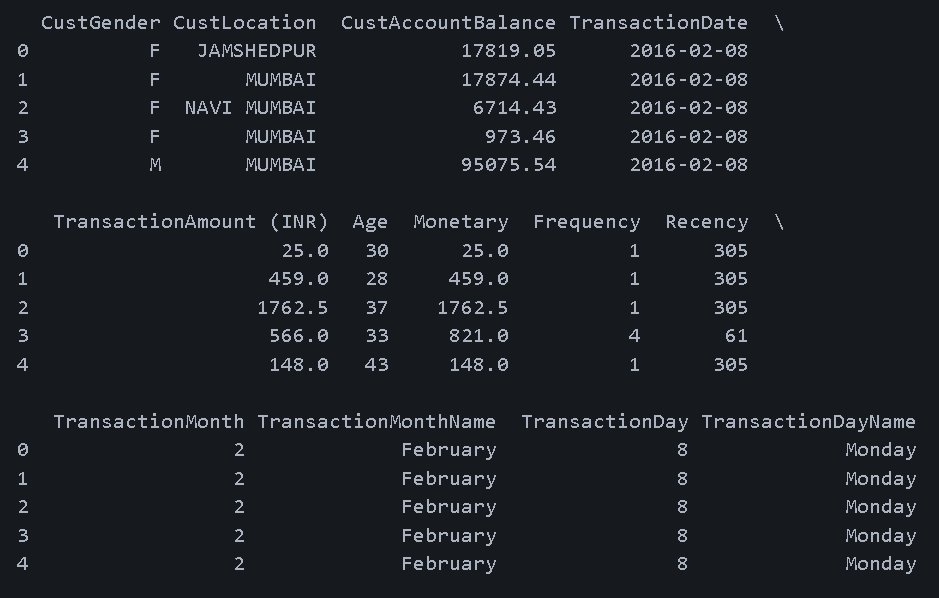 CustGender CustLocation CustAccountBalance TransactionDate \
0 F JAMSHEDPUR 17819.05 2016-02-08
1 F MUMBAI 17874.44 2016-02-08
2 F NAVI MUMBAI 6714.43 2016-02-08
3 F MUMBAI 973.46 2016-02-08
4 M MUMBAI 95075.54 2016-02-08
TransactionAmount (INR) Age Monetary Frequency Recency \
0 25.0 30 25.0 1 305
1 459.0 28 459.0 1 305
2 1762.5 37 1762.5 1 305
3 566.0 33 821.0 4 61
4 148.0 43 148.0 1 305
TransactionMonth TransactionMonthName TransactionDay TransactionDayName
0 2 February 8 Monday
1 2 February 8 Monday
2 2 February 8 Monday
3 2 February 8 Monday
4 2 February 8 Monday